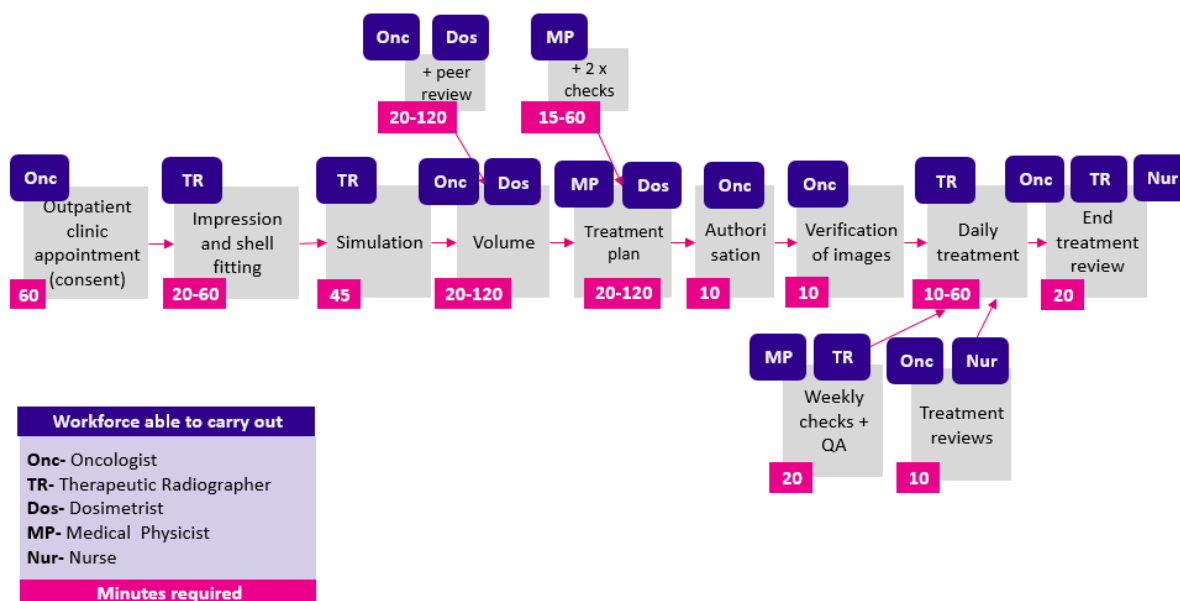 Onc
Dos
+ peer
review
20-120
MP
+ 2 x
checks
15-60
Onc
Outpatient
clinic
appointment
(consent)
60
TR
Impression
and shell
fitting
20-60
TR
Simulation
45
Onc
Dos
Volume
20-120
MP
Dos
Treatment
plan
20-120
Onc
Authori
sation
10
Onc
Verification
of images
10
TR
Daily
treatment
10-60
Onc
TR
Nur
End
treatment
review
20
MP
TR
Weekly
checks +
QA
20
Onc
Nur
Treatment
reviews
10
Workforce able to carry out
Onc- Oncologist
TR- Therapeutic Radiographer
Dos- Dosimetrist
MP- Medical Physicist
Nur- Nurse
Minutes required